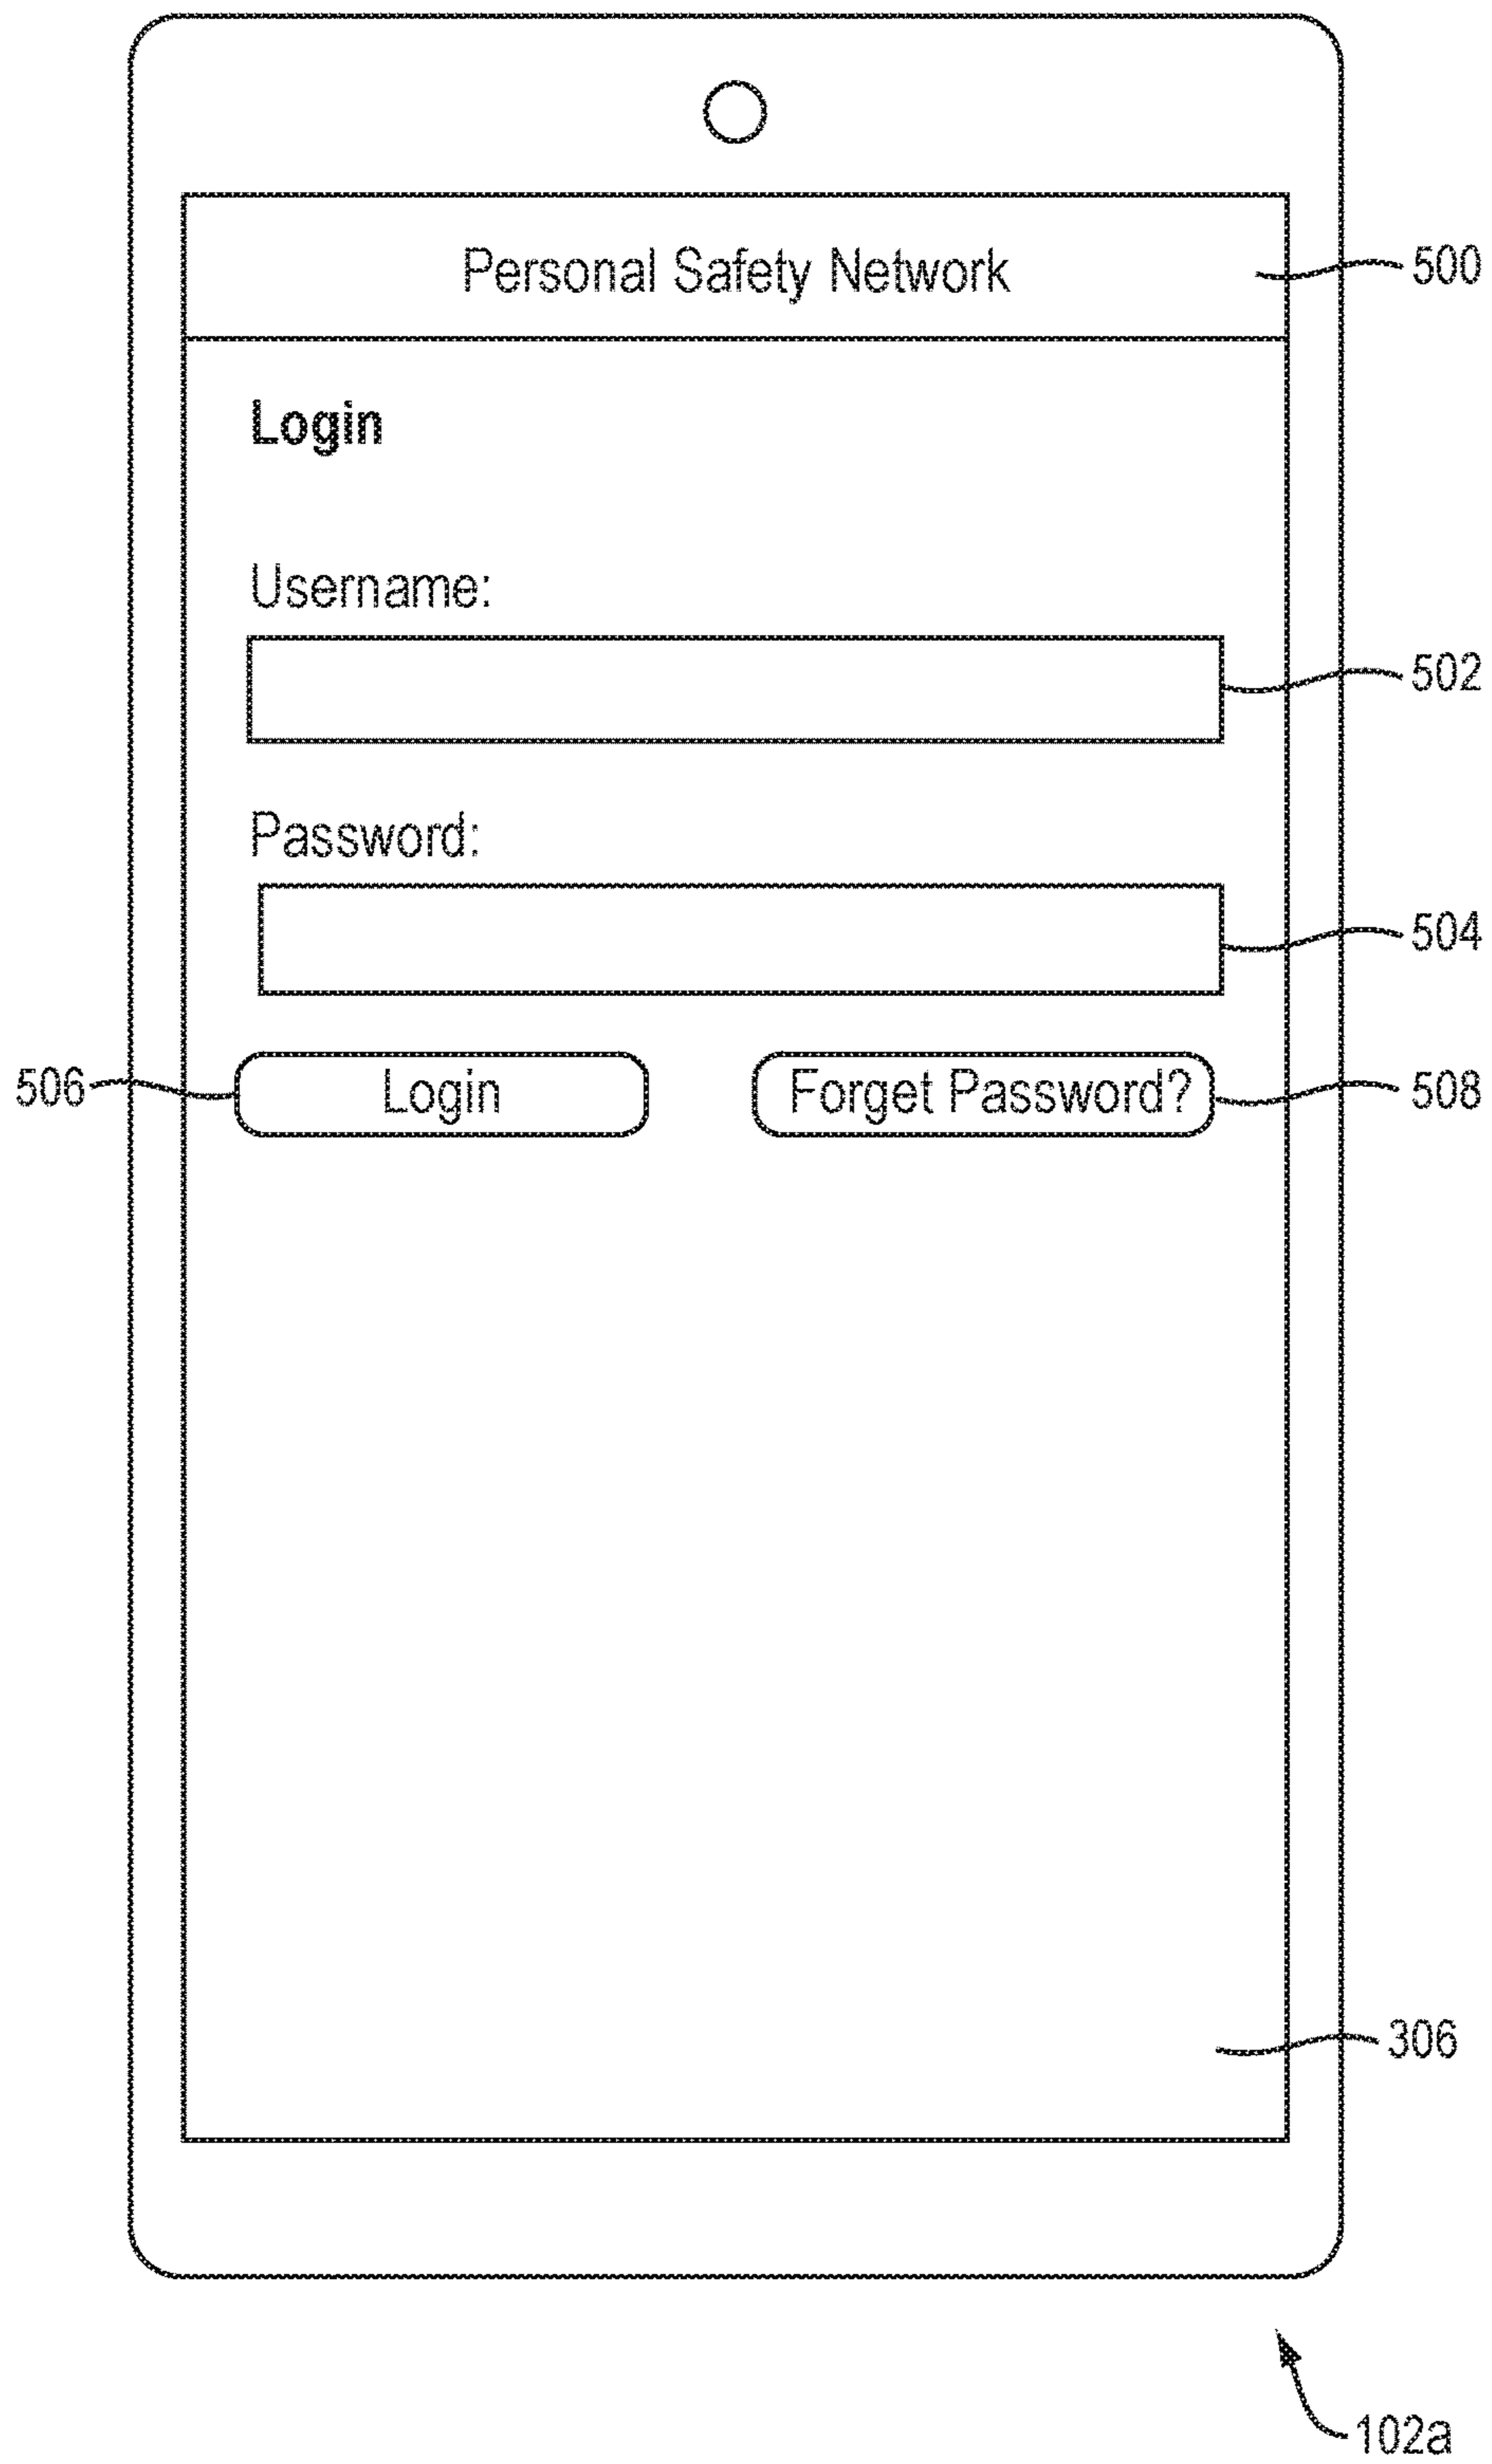 Personal Safety Network
500
Login
Username:
502
Password:
504
506
Login
Forget Password?
508
306
102a